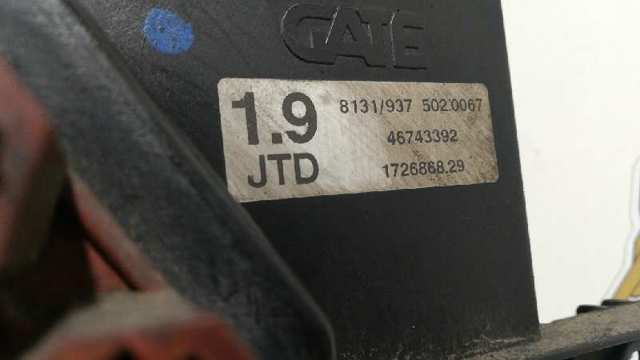 GATE
1.9 8131/937 502.0067
46743392
JTD 1726868.29